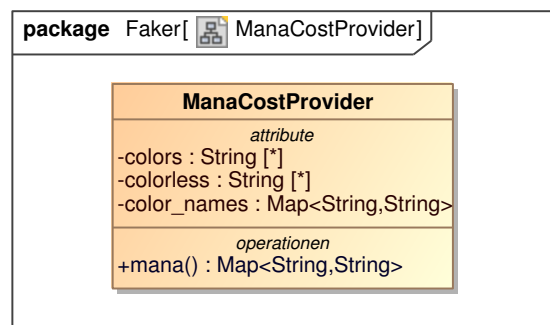 package Faker[ ManaCostProvider]
ManaCostProvider
attribute
-colors : String [*]
-colorless : String [*]
-color_names : Map<String,String>
operationen
+mana() : Map<String,String>